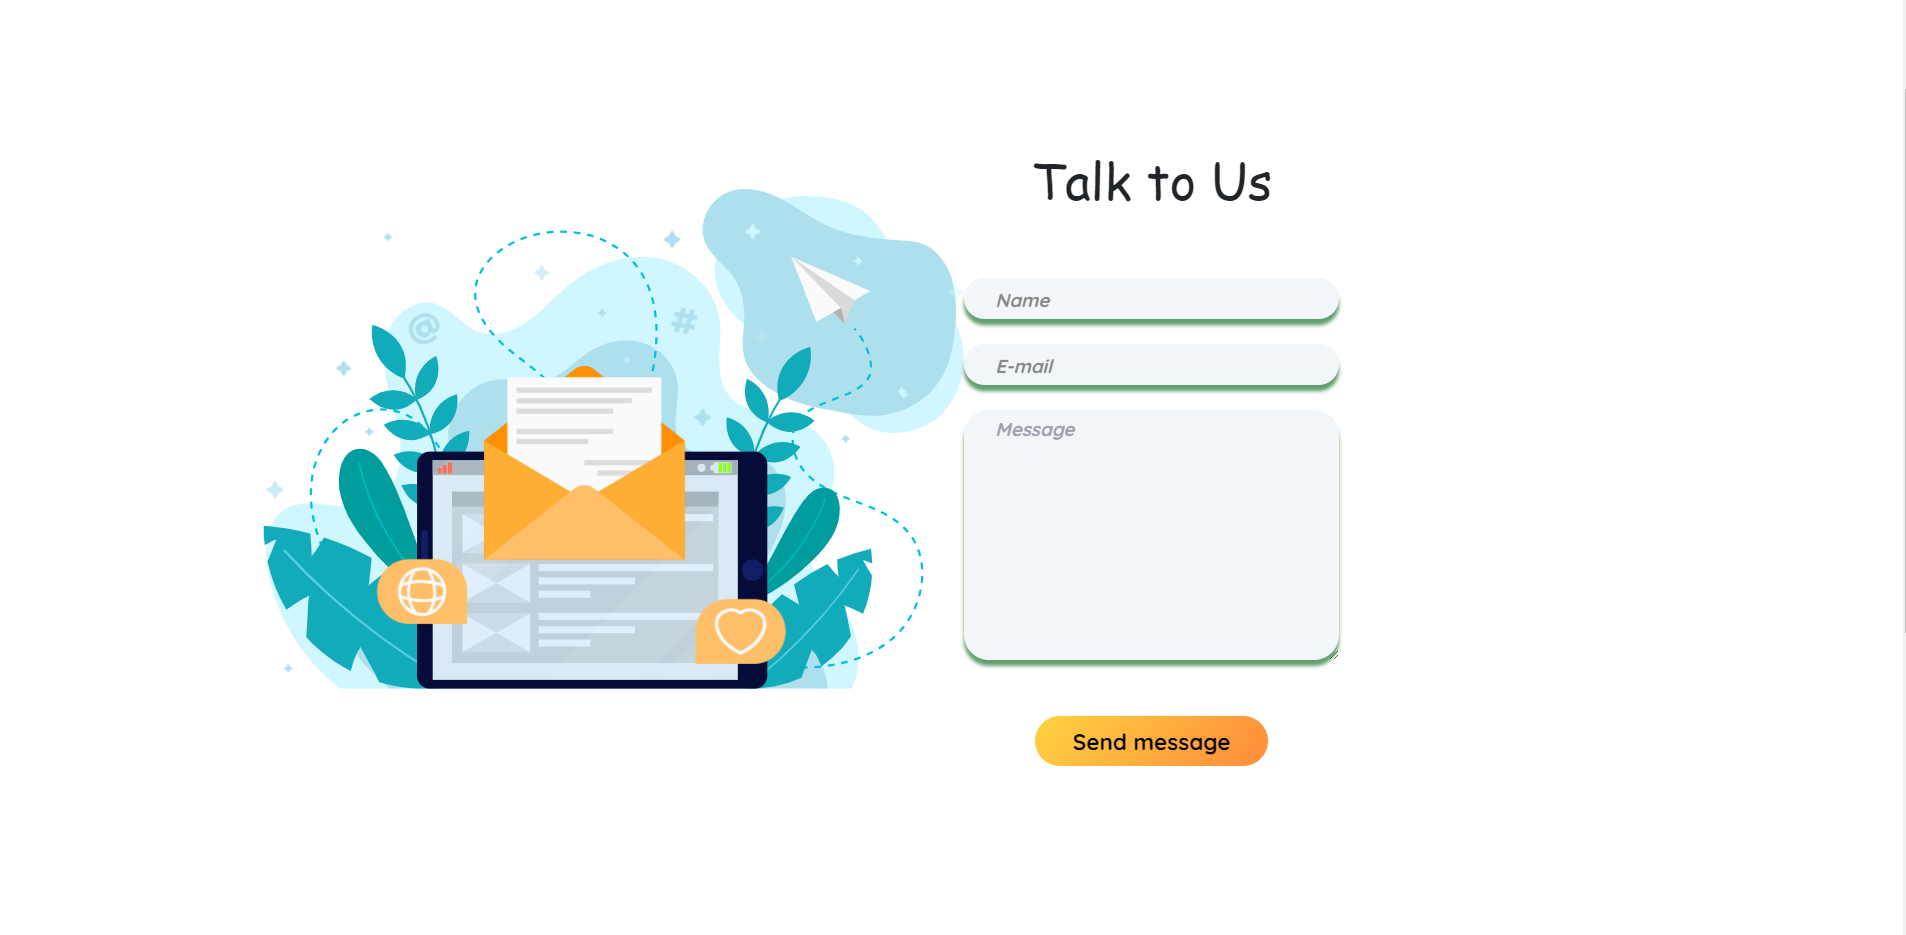 Talk to Us
Name
E-mail
Message
Send message
@
#